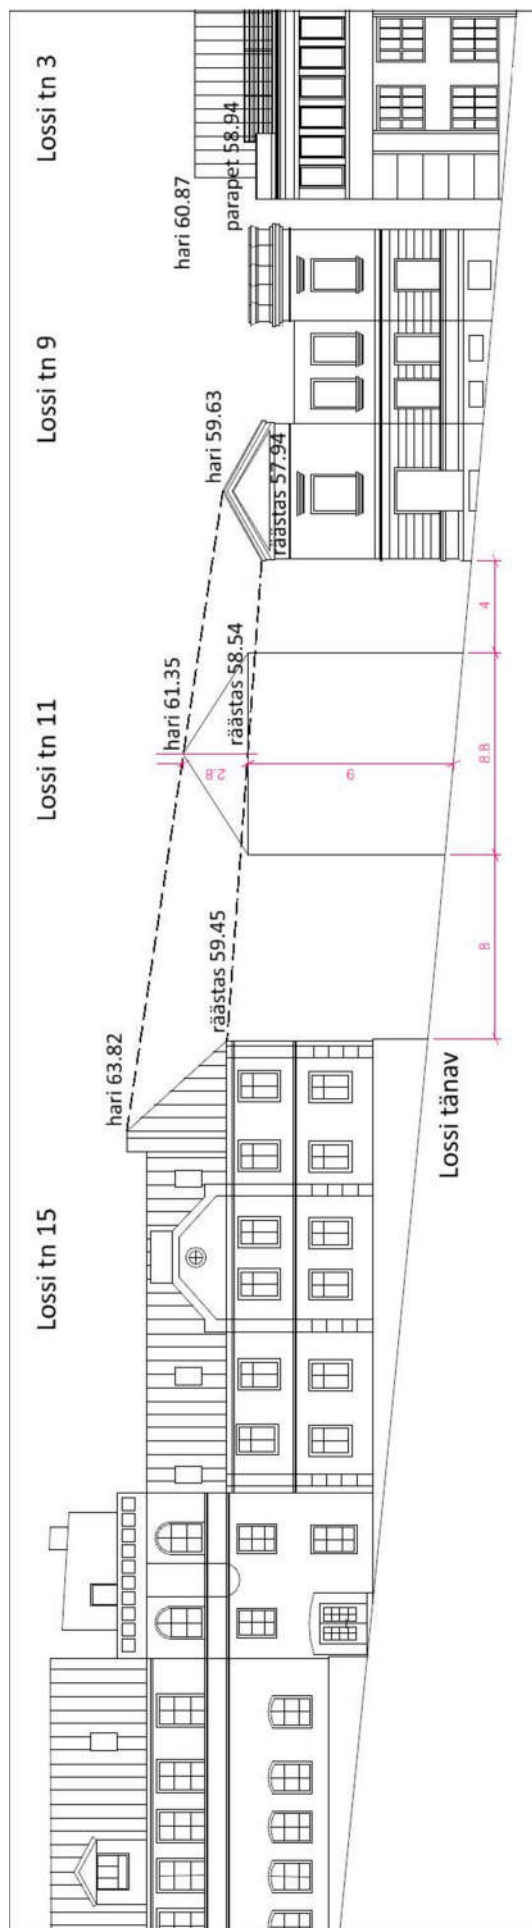 Lossi tn 15
Lossi tn 11
Lossi tn 9
Lossi tn 3
hari 63.82
hari 61.35
hari 59.63
hari 60.87
räästas 59.45
räästas 58.54
räästas 57.94
parapet 58.94
2.8
9
8
8.8
4
Lossi tänav